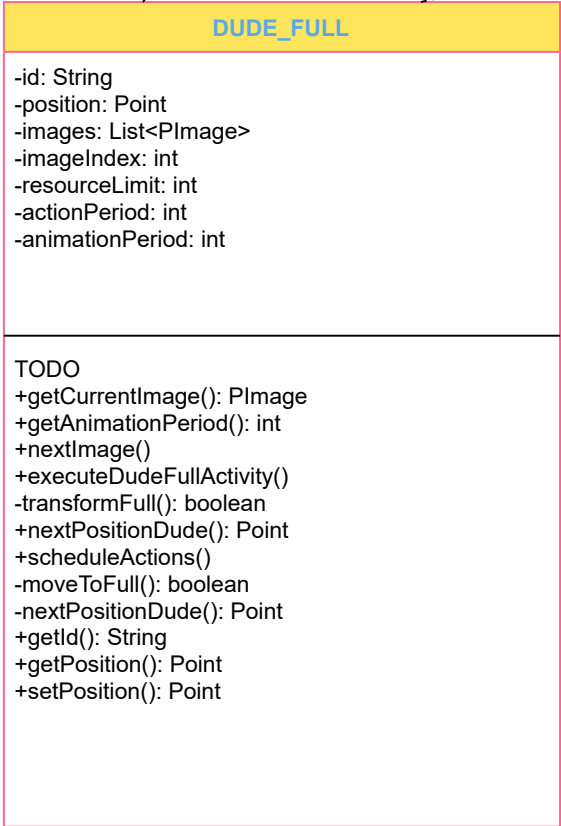 DUDE_FULL
-id: String
-position: Point
-images: List<PImage>
-imageIndex: int
-resourceLimit: int
-actionPeriod: int
-animationPeriod: int
TODO
+getCurrentImage(): PImage
+getAnimationPeriod(): int
+nextImage()
+executeDudeFullActivity()
-transformFull(): boolean
+nextPositionDude(): Point
+scheduleActions()
-moveToFull(): boolean
-nextPositionDude(): Point
+getId(): String
+getPosition(): Point
+setPosition(): Point